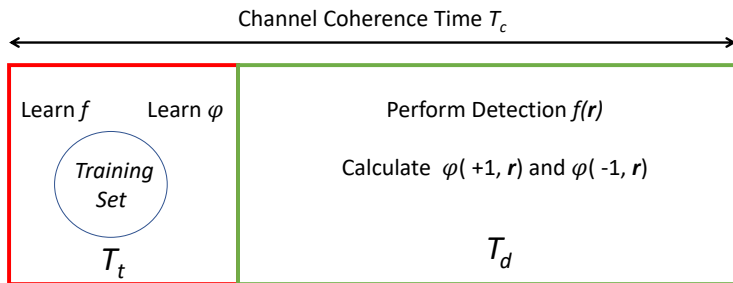 Channel Coherence Time T_c
Learn f Learn φ
Perform Detection f(r)
Training
Set
Calculate φ( +1, r) and φ( -1, r)
T_t
T_d